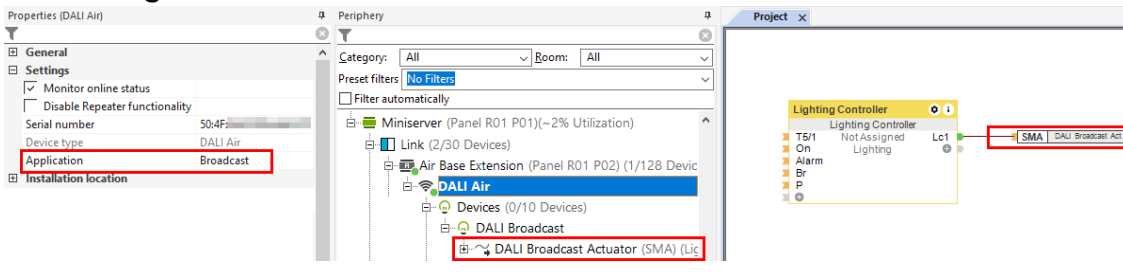 Properties (DALI Air)
General
Settings
Monitor online status
Disable Repeater functionality
Serial number 50:4F:
Device type DALI Air
Application Broadcast
Installation location
Periphery
Category: All Room: All
Preset filters No Filters
Filter automatically
Miniserver (Panel R01 P01)(~2% Utilization)
Link (2/30 Devices)
Air Base Extension (Panel R01 P02) (1/128 Devic
DALI Air
Devices (0/10 Devices)
DALI Broadcast
DALI Broadcast Actuator (SMA) (Lig
Project X
Lighting Controller
Lighting Controller
T5/1 Not Assigned Lc1
On Lighting
Alarm
Br
P
SMA DALI Broadcast Act